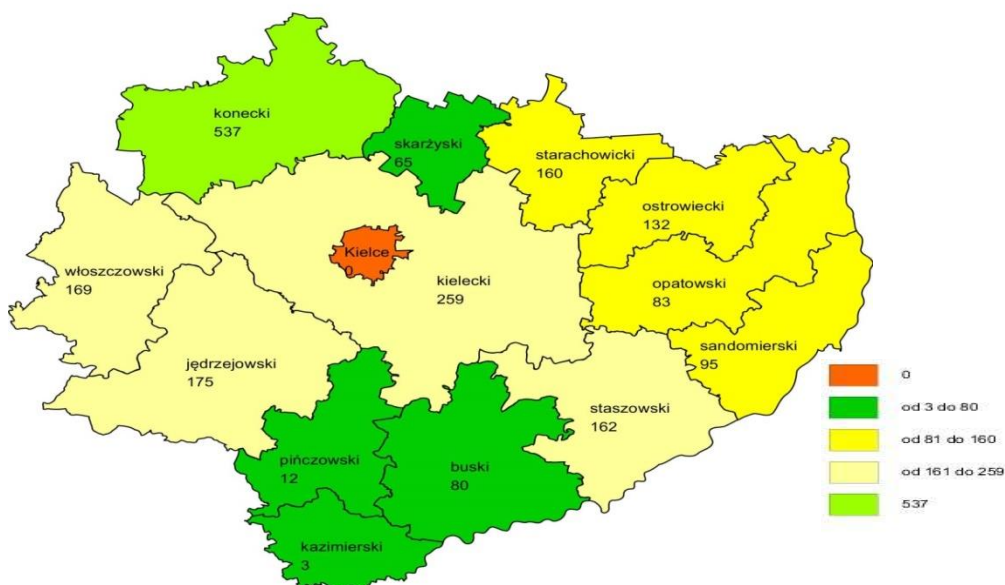 konecki
537
skarżyski
65
starachowicki
160
ostrowiecki
132
Kielce
0
włoszczowski
169
kielecki
259
opatowski
83
sandomierski
95
jędrzejowski
175
staszowski
162
pińczowski
12
buski
80
kazimierski
3
0
od 3 do 80
od 81 do 160
od 161 do 259
537